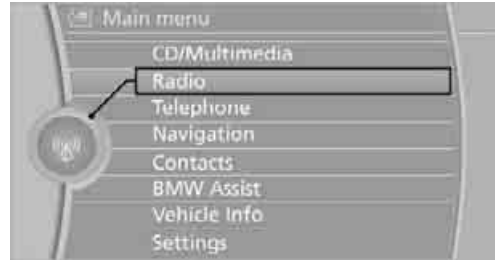 Main menu
CD/Multimedia
Radio
Telephone
Navigation
Contacts
BMW Assist
Vehicle Info
Settings